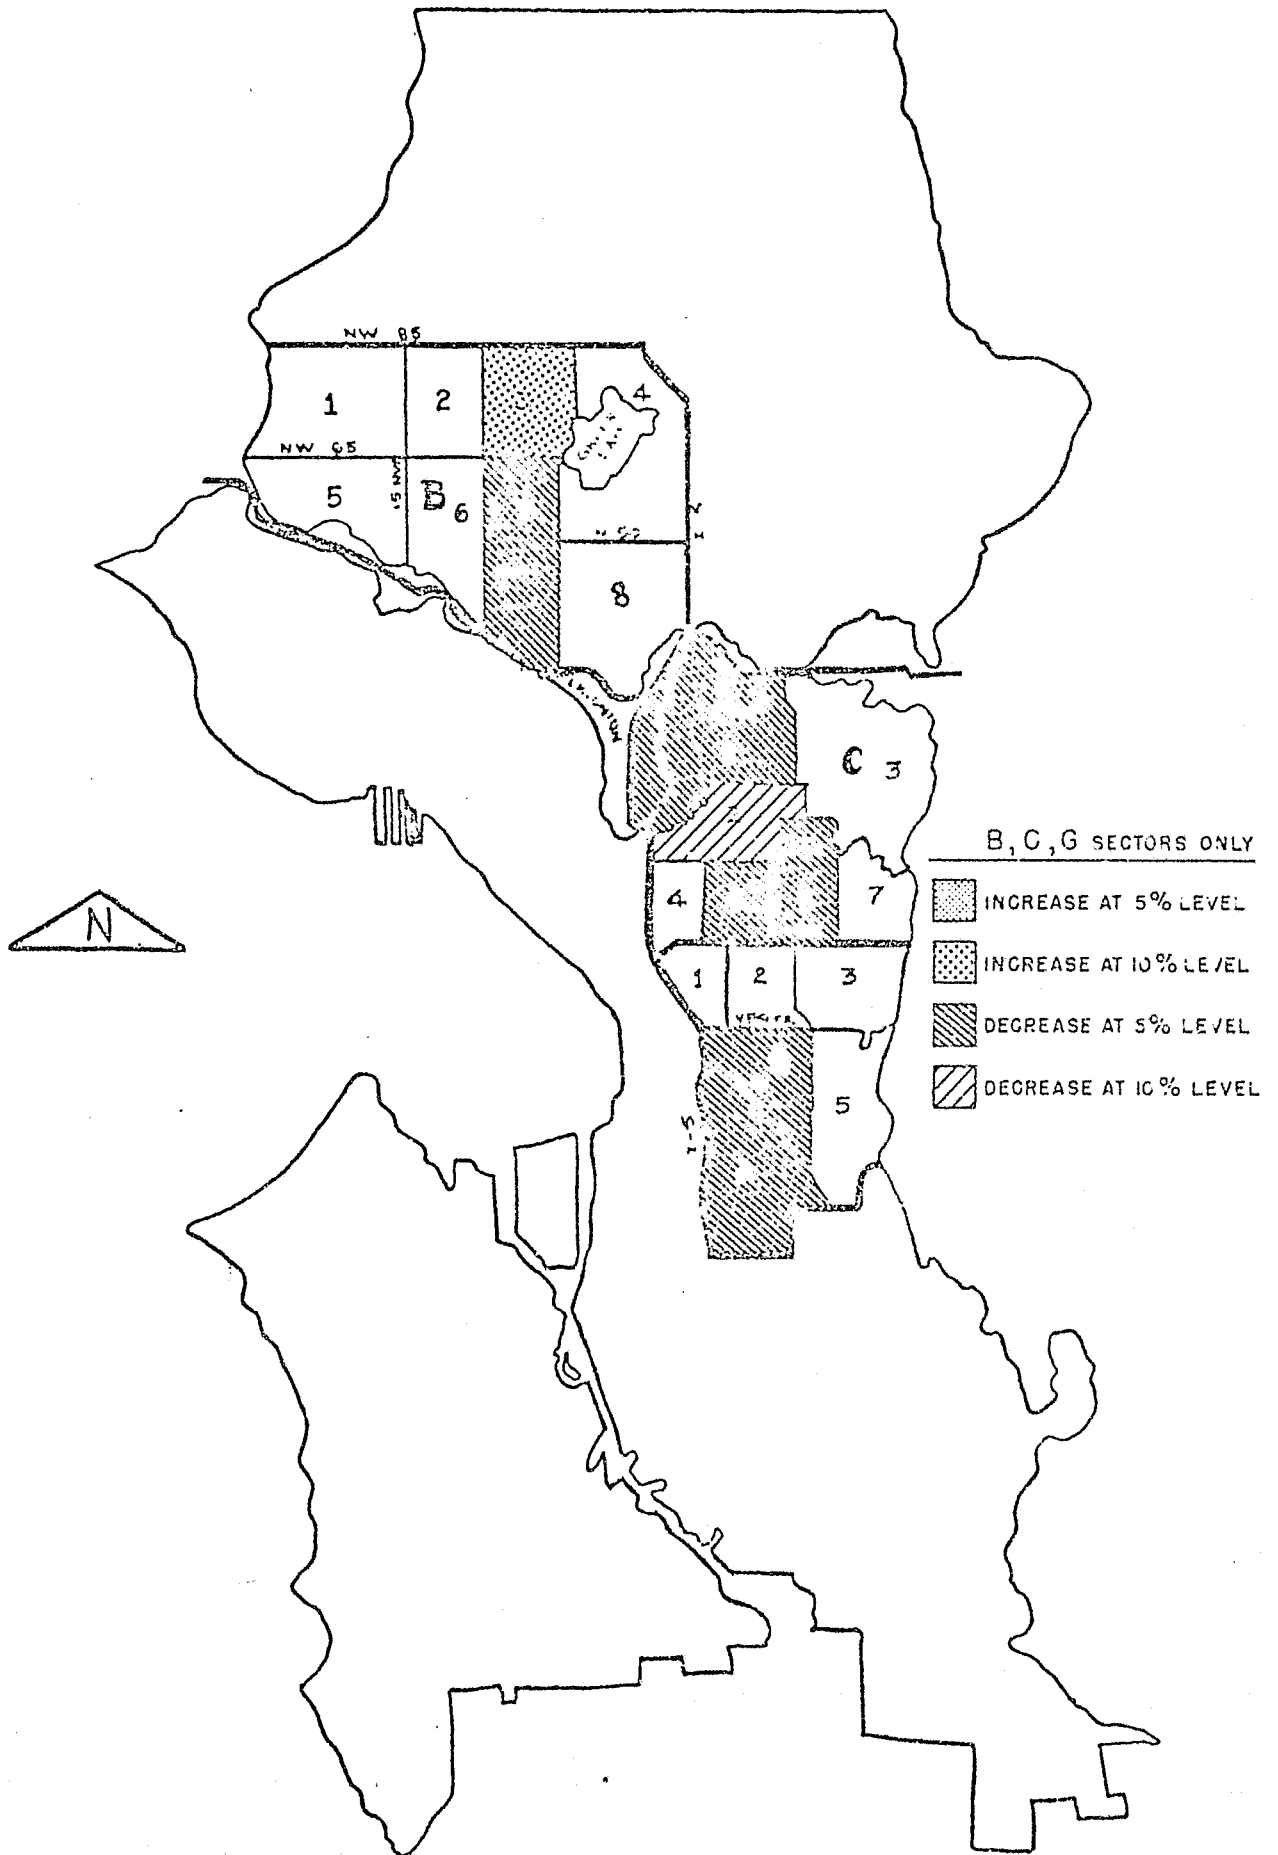 NW 85
1
2
4
NW 65
15 NW
5
B
6
8
C
3
4
7
1
2
3
5
I-5
N
B, C, G SECTORS ONLY
INCREASE AT 5% LEVEL
INCREASE AT 10% LEVEL
DECREASE AT 5% LEVEL
DECREASE AT 10% LEVEL